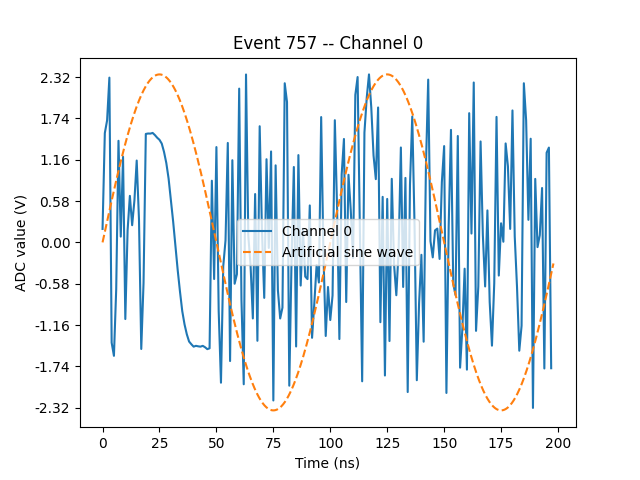 Event 757 -- Channel 0
ADC value (V)
2.32
1.74
1.16
0.58
0.00
-0.58
-1.16
-1.74
-2.32
Channel 0
Artificial sine wave
0 25 50 75 100 125 150 175 200
Time (ns)